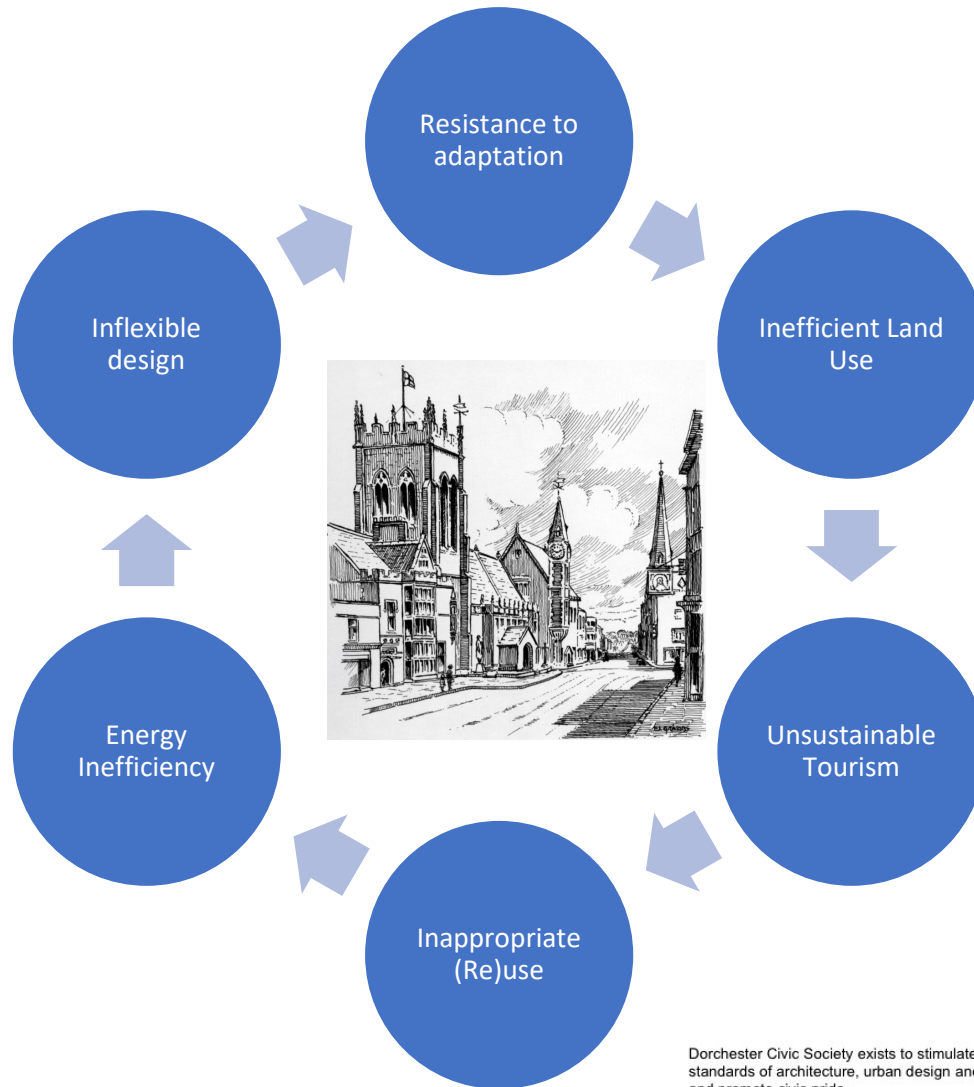 Resistance to
adaptation
Inefficient Land
Use
Unsustainable
Tourism
Inappropriate
(Re)use
Energy
Inefficiency
Inflexible
design
Dorchester Civic Society exists to stimulate
standards of architecture, urban design and